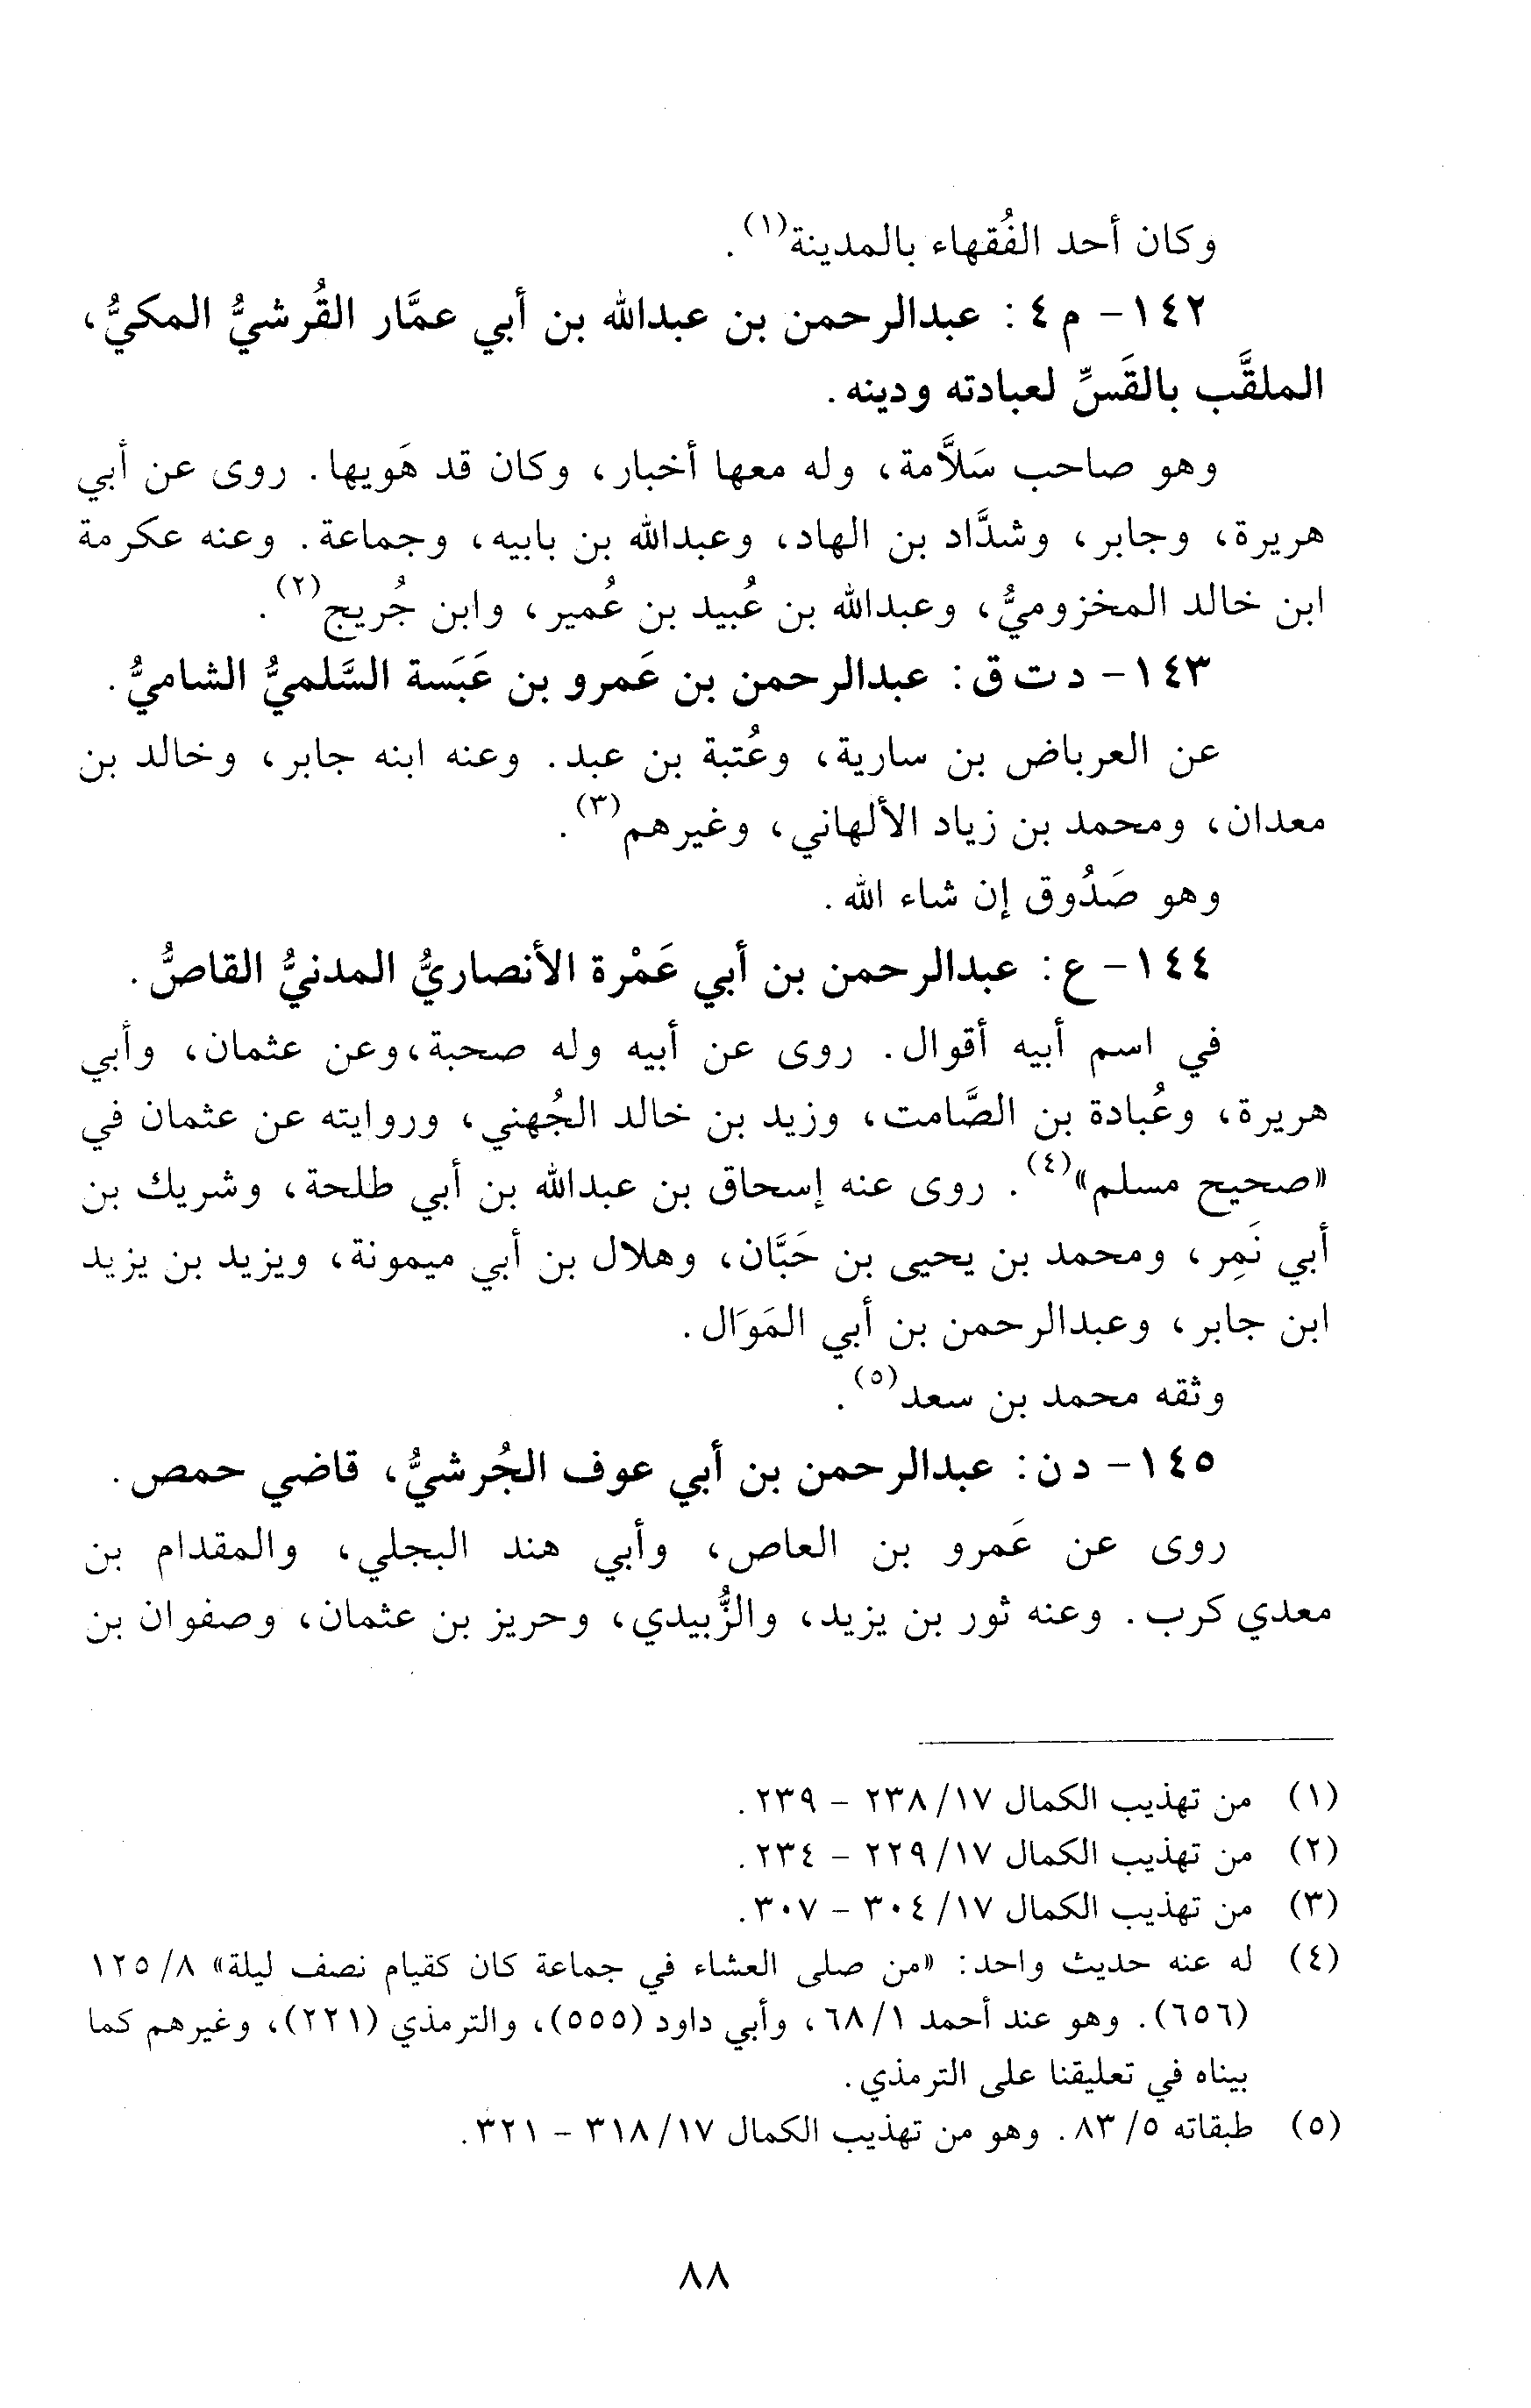 وكان أحد الفُقهاء بالمدينة(١).
١٤٢- م ٤: عبدالرحمن بن عبدالله بن أبي عمَّار القُرشيُّ المكيُّ،
الملقَّب بالقَسِّ لعبادته ودينه.
وهو صاحب سَلاَّمة، وله معها أخبار، وكان قد هَويها. روى عن أبي
هريرة، وجابر، وشدَّاد بن الهاد، وعبدالله بن بابيه، وجماعة. وعنه عكرمة
ابن خالد المخزوميُّ، وعبدالله بن عُبيد بن عُمير، وابن جُريج(٢).
١٤٣- د ت ق: عبدالرحمن بن عَمرو بن عَبَسة السَّلميُّ الشاميُّ.
عن العرباض بن سارية، وعُتبة بن عبد. وعنه ابنه جابر، وخالد بن
معدان، ومحمد بن زياد الألهاني، وغيرهم(٣).
وهو صَدُوق إن شاء الله.
١٤٤- ع: عبدالرحمن بن أبي عَمْرة الأنصاريُّ المدنيُّ القاصُّ.
في اسم أبيه أقوال. روى عن أبيه وله صحبة،وعن عثمان، وأبي
هريرة، وعُبادة بن الصَّامت، وزيد بن خالد الجُهني، وروايته عن عثمان في
«صحيح مسلم»(٤). روى عنه إسحاق بن عبدالله بن أبي طلحة، وشريك بن
أبي نَمِر، ومحمد بن يحيى بن حَبَّان، وهلال بن أبي ميمونة، ويزيد بن يزيد
ابن جابر، وعبدالرحمن بن أبي المَوَال.
وثقه محمد بن سعد(٥).
١٤٥- د ن: عبدالرحمن بن أبي عوف الجُرشيُّ، قاضي حمص.
روى عن عَمرو بن العاص، وأبي هند البجلي، والمقدام بن
معدي كرب. وعنه ثور بن يزيد، والزُّبيدي، وحريز بن عثمان، وصفوان بن
(١) من تهذيب الكمال ١٧/ ٢٣٨ - ٢٣٩.
(٢) من تهذيب الكمال ١٧/ ٢٢٩ - ٢٣٤.
(٣) من تهذيب الكمال ١٧/ ٣٠٤ - ٣٠٧.
(٤) له عنه حديث واحد: «من صلى العشاء في جماعة كان كقيام نصف ليلة» ٨/ ١٢٥
(٦٥٦). وهو عند أحمد ١/ ٦٨، وأبي داود (٥٥٥)، والترمذي (٢٢١)، وغيرهم كما
بيناه في تعليقنا على الترمذي.
(٥) طبقاته ٥/ ٨٣. وهو من تهذيب الكمال ١٧/ ٣١٨ - ٣٢١.
٨٨